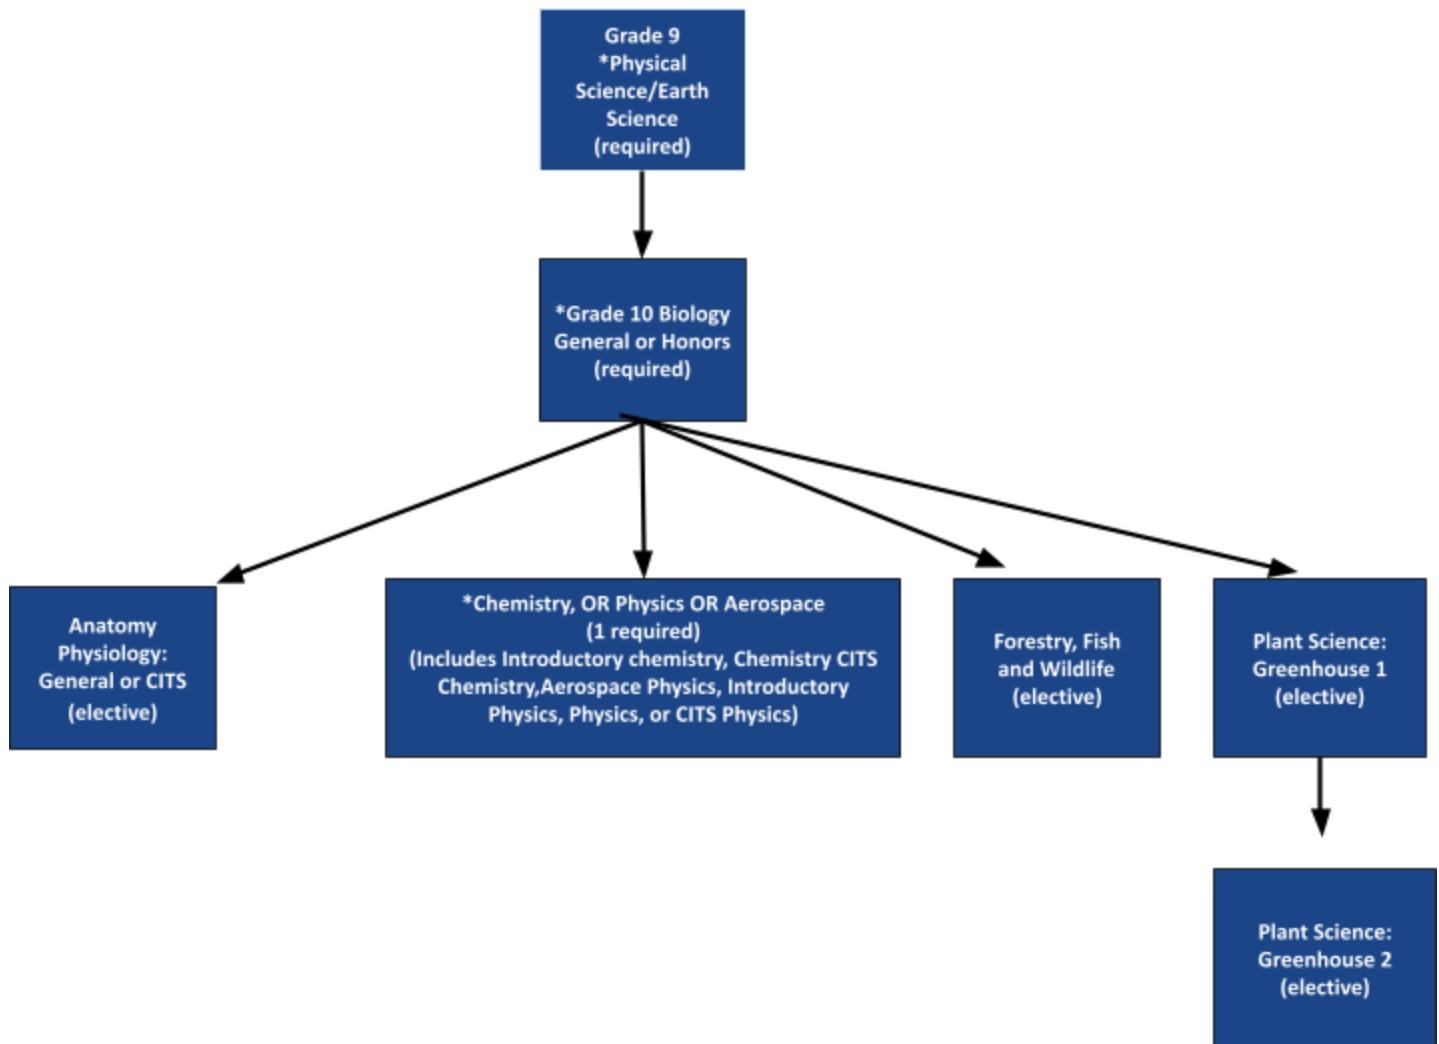 Grade 9
*Physical
Science/Earth
Science
(required)
*Grade 10 Biology
General or Honors
(required)
Anatomy
Physiology:
General or CITS
(elective)
*Chemistry, OR Physics OR Aerospace
(1 required)
(Includes Introductory chemistry, Chemistry CITS
Chemistry,Aerospace Physics, Introductory
Physics, Physics, or CITS Physics)
Forestry, Fish
and Wildlife
(elective)
Plant Science:
Greenhouse 1
(elective)
Plant Science:
Greenhouse 2
(elective)